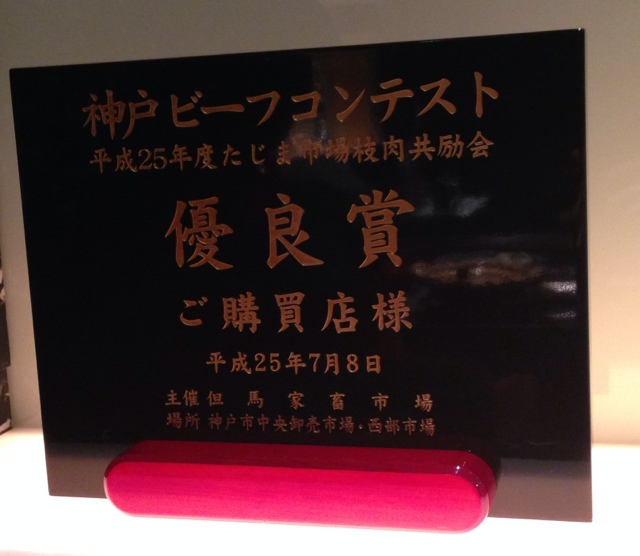 神戸ビーフコンテスト
平成25年度たじま市場枝肉共励会
優良賞
ご購買店様
平成25年7月8日
主催 但馬家畜市場
場所 神戸市中央卸売市場・西部市場